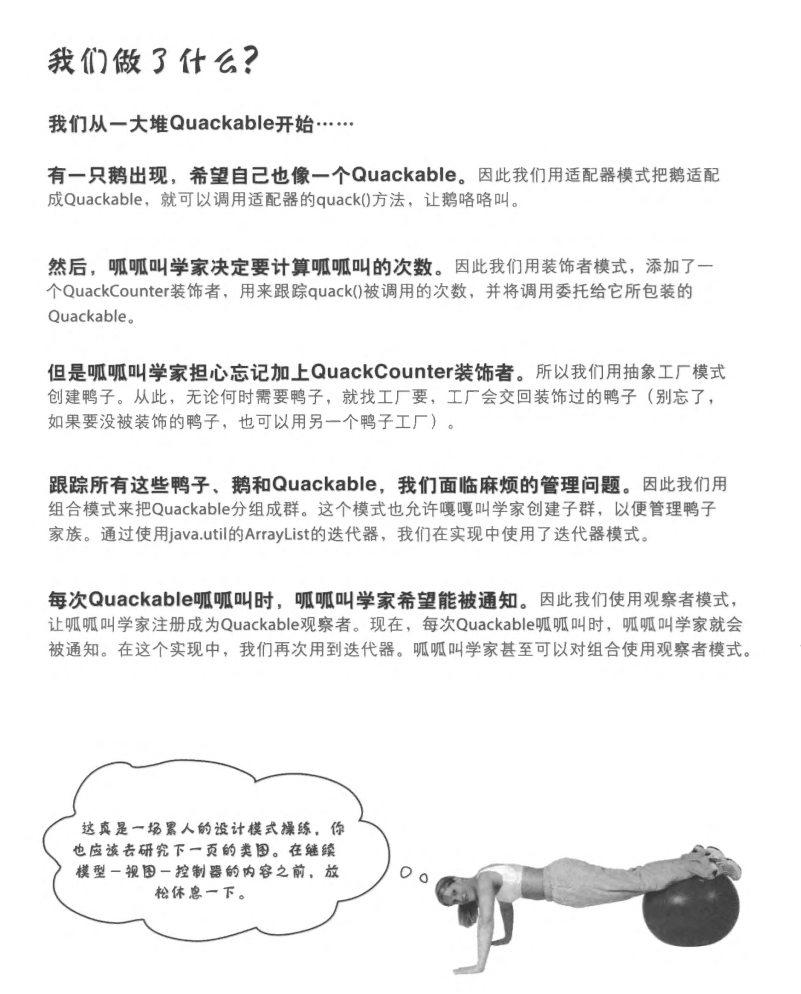 我们做了什么?
我们从一大堆Quackable开始……
有一只鹅出现，希望自己也像一个Quackable。因此我们用适配器模式把鹅适配
成Quackable，就可以调用适配器的quack()方法，让鹅咯咯叫。
然后，呱呱叫学家决定要计算呱呱叫的次数。因此我们用装饰者模式，添加了一
个QuackCounter装饰者，用来跟踪quack()被调用的次数，并将调用委托给它所包装的
Quackable。
但是呱呱叫学家担心忘记加上QuackCounter装饰者。所以我们用抽象工厂模式
创建鸭子。从此，无论何时需要鸭子，就找工厂要，工厂会交回装饰过的鸭子（别忘了，
如果要没被装饰的鸭子，也可以用另一个鸭子工厂）。
跟踪所有这些鸭子、鹅和Quackable，我们面临麻烦的管理问题。因此我们用
组合模式来把Quackable分组成群。这个模式也允许嘎嘎叫学家创建子群，以便管理鸭子
家族。通过使用java.util的ArrayList的迭代器，我们在实现中使用了迭代器模式。
每次Quackable呱呱叫时，呱呱叫学家希望能被通知。因此我们使用观察者模式，
让呱呱叫学家注册成为Quackable观察者。现在，每次Quackable呱呱叫时，呱呱叫学家就会
被通知。在这个实现中，我们再次用到迭代器。呱呱叫学家甚至可以对组合使用观察者模式。
这真是一场累人的设计模式操练，你
也应该去研究下一页的类图。在继续
模型－视图－控制器的内容之前，放
松休息一下。